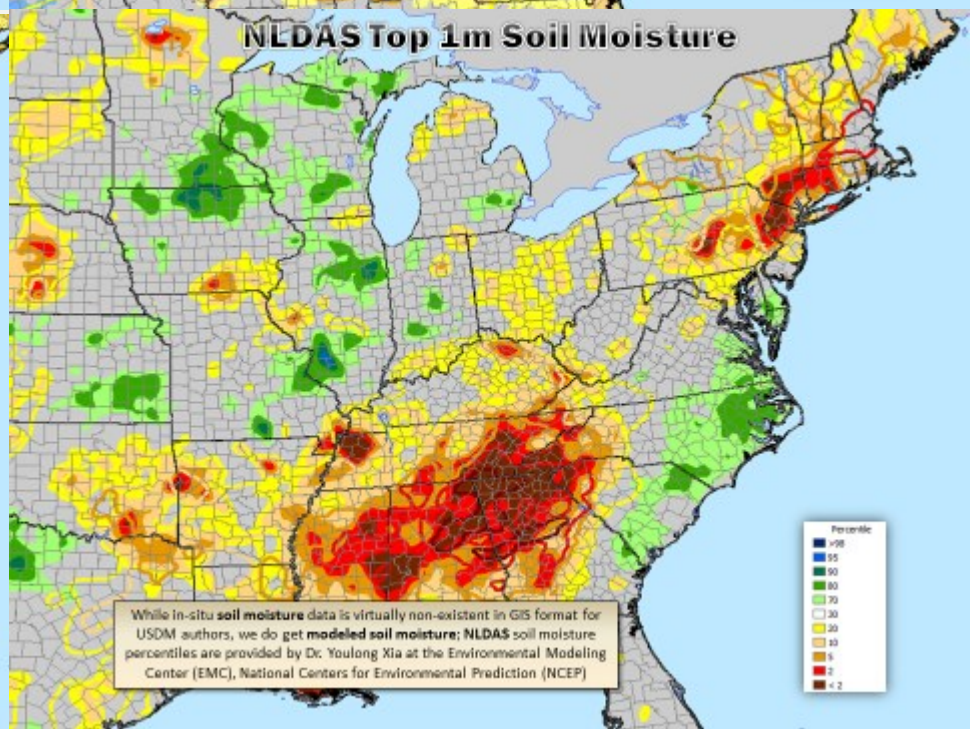 NLDAS Top 1m Soil Moisture
Percentile
>98
95
90
80
70
30
20
10
5
2
< 2
While in-situ soil moisture data is virtually non-existent in GIS format for
USDM authors, we do get modeled soil moisture; NLDAS soil moisture
percentiles are provided by Dr. Youlong Xia at the Environmental Modeling
Center (EMC), National Centers for Environmental Prediction (NCEP)